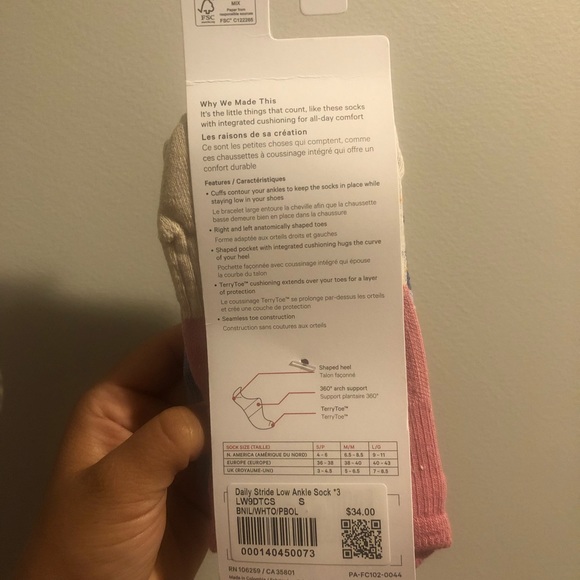 MIX
Paper from
responsible sources
FSC
FSC® C122386
Why We Made This
It's the little things that count, like these socks
with integrated cushioning for all-day comfort
Les raisons de sa création
Ce sont les petites choses qui comptent, comme
ces chaussettes à coussinage intégré qui offre un
confort durable
Features / Caractéristiques
• Cuffs contour your ankles to keep the socks in place while
staying low in your shoes
Le bracelet large entoure la cheville afin que la chaussette
basse demeure bien en place dans la chaussure
• Right and left anatomically shaped toes
Forme adaptée aux orteils droits et gauches
• Shaped pocket with integrated cushioning hugs the curve
of your heel
Pochette façonnée avec coussinage intégré qui épouse
la courbe du talon
• TerryToe™ cushioning extends over your toes for a layer
of protection
Le coussinage TerryToe™ se prolonge par-dessus les orteils
et crée une couche de protection
• Seamless toe construction
Construction sans coutures aux orteils
Shaped heel
Talon façonné
360° arch support
Support plantaire 360°
TerryToe™
TerryToe™
SOCK SIZE (TAILLE) S/P M/M L/G
N. AMERICA (AMÉRIQUE DU NORD) 4 - 6 6.5 - 8.5 9 - 11
EUROPE (EUROPE) 36 - 38 38 - 40 40 - 43
UK (ROYAUME-UNI) 3 - 4.5 5 - 6.5 7 - 8.5
Daily Stride Low Ankle Sock *3
LW9DTCS S
BNIL/WHTO/PBOL $34.00
000140450073
RN 106259 / CA 35801 PA-FC102-0044